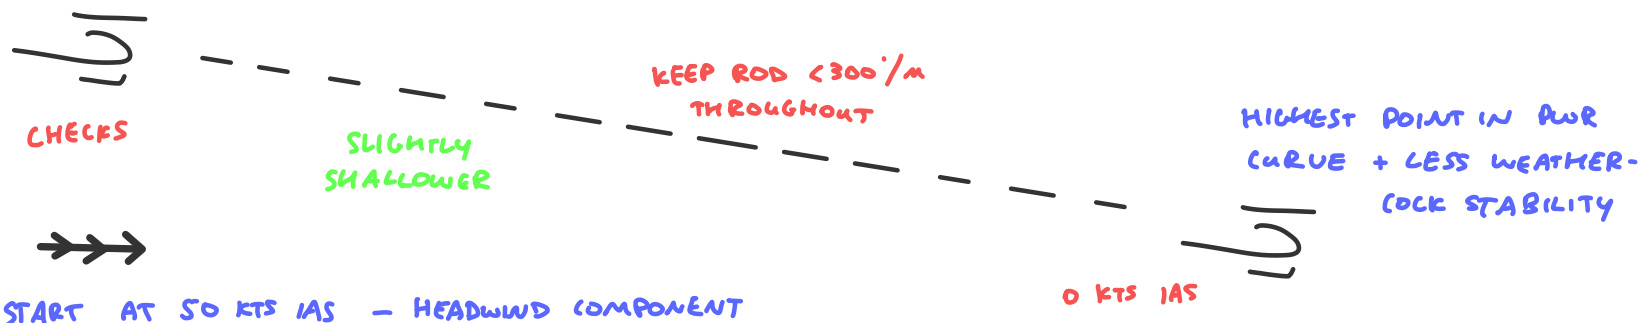 CHECKS
SLIGHTLY
SHALLOWER
KEEP ROD <300'/M
THROUGHOUT
HIGHEST POINT IN PWR
CURVE + LESS WEATHER-
COCK STABILITY
START AT 50 KTS IAS - HEADWIND COMPONENT
0 KTS IAS